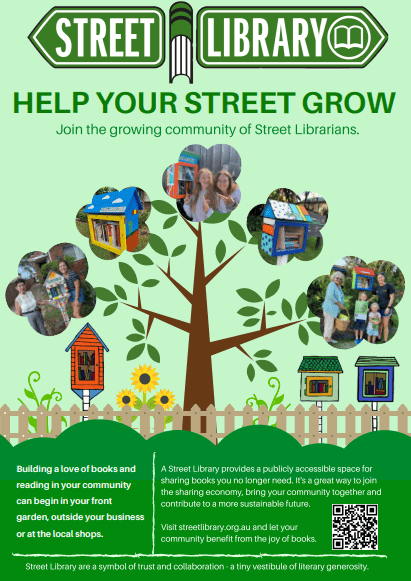 STREET LIBRARY
HELP YOUR STREET GROW
Join the growing community of Street Librarians.
Building a love of books and
reading in your community
can begin in your front
garden, outside your business
or at the local shops.
A Street Library provides a publicly accessible space for
sharing books you no longer need. It's a great way to join
the sharing economy, bring your community together and
contribute to a more sustainable future.
Visit streetlibrary.org.au and let your
community benefit from the joy of books.
Street Library are a symbol of trust and collaboration - a tiny vestibule of literary generosity.